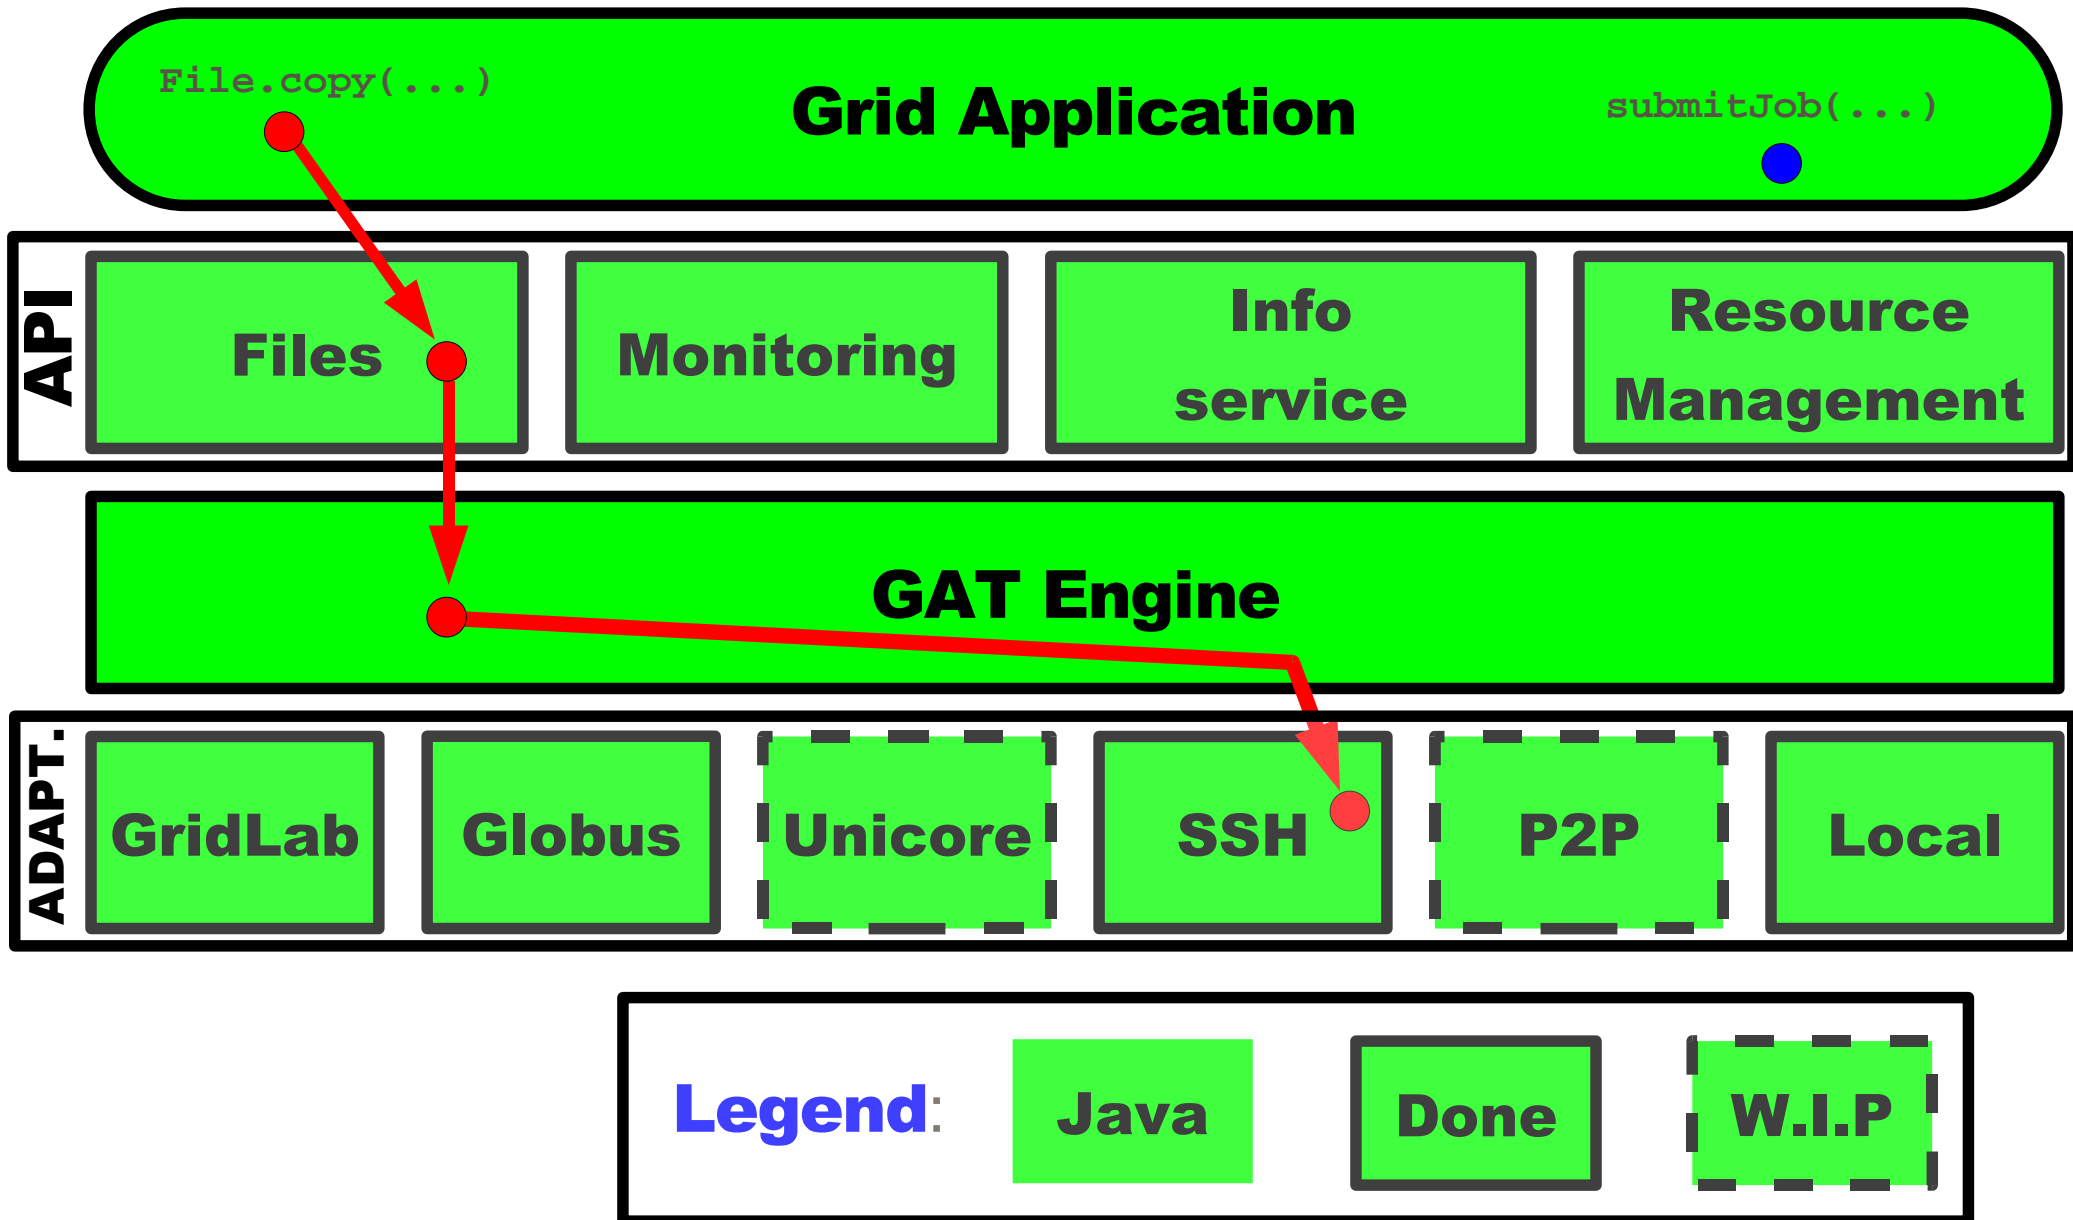 File.copy(...)
Grid Application
submitJob(...)
API
Files
Monitoring
Info
service
Resource
Management
GAT Engine
ADAPT.
GridLab
Globus
Unicore
SSH
P2P
Local
Legend:
Java
Done
W.I.P